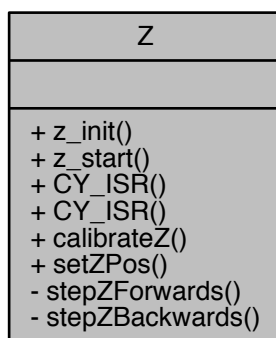 Z
+ z_init()
+ z_start()
+ CY_ISR()
+ CY_ISR()
+ calibrateZ()
+ setZPos()
- stepZForwards()
- stepZBackwards()